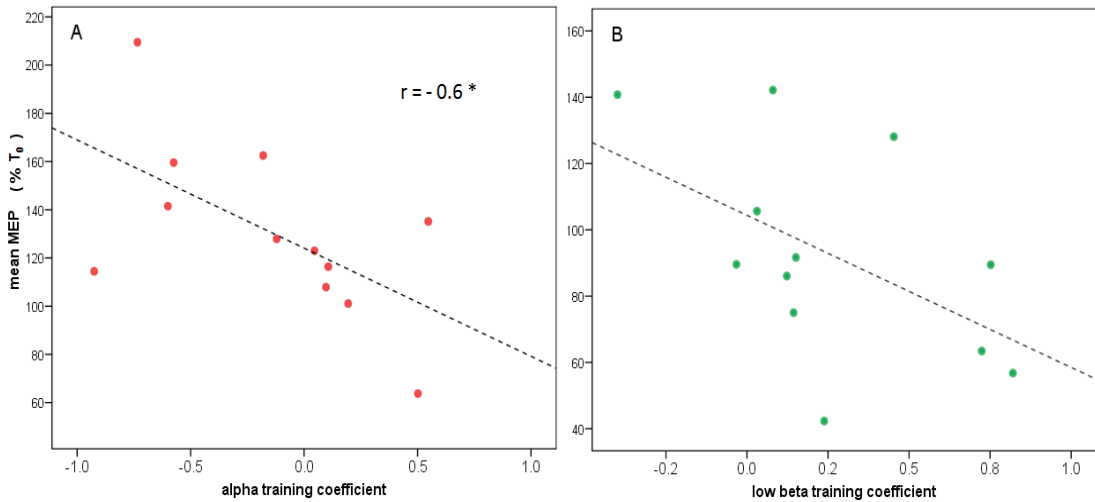 A
r = - 0.6 *
mean MEP ( % T₀ )
220
200
180
160
140
120
100
80
60
-1.0 -0.5 0.0 0.5 1.0
alpha training coefficient
B
160
140
120
100
80
60
40
-0.2 0.0 0.2 0.5 0.8 1.0
low beta training coefficient